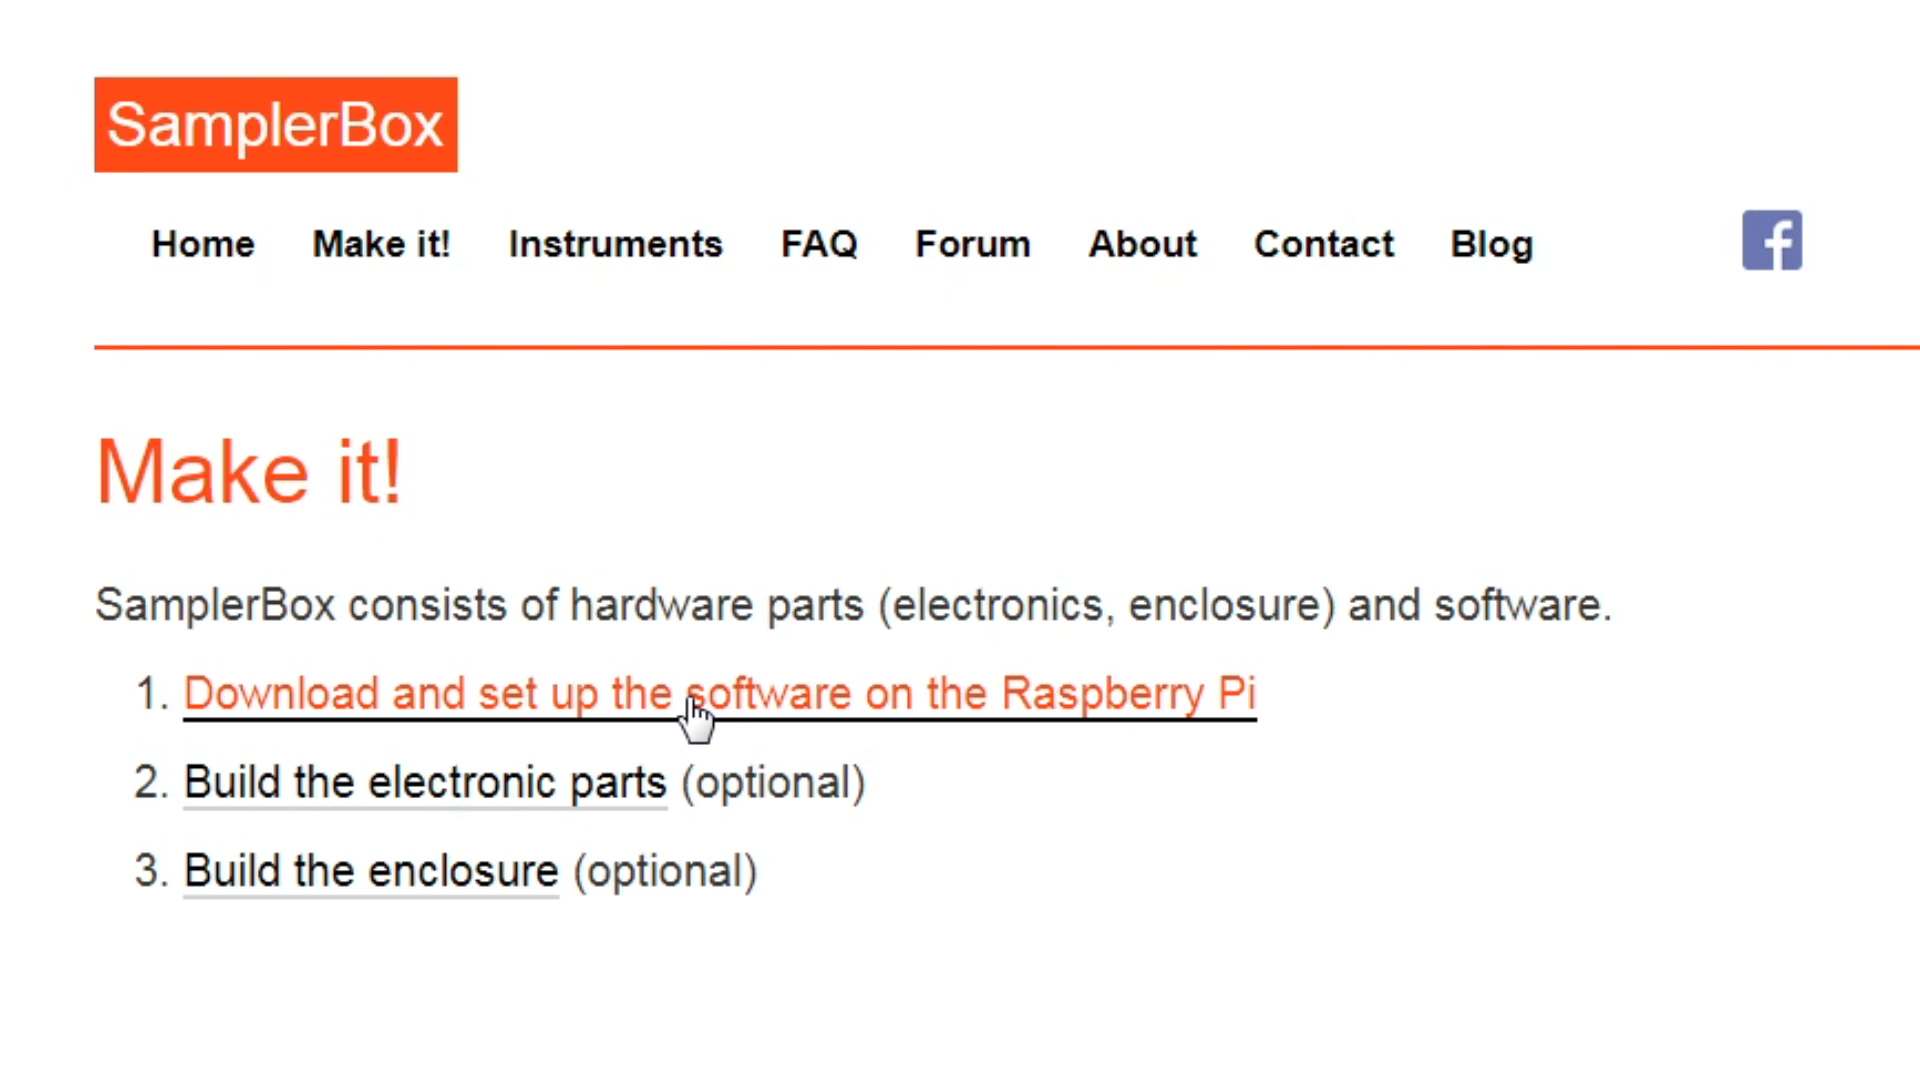 SamplerBox
Home Make it! Instruments FAQ Forum About Contact Blog
Make it!
SamplerBox consists of hardware parts (electronics, enclosure) and software.
1. Download and set up the software on the Raspberry Pi
2. Build the electronic parts (optional)
3. Build the enclosure (optional)